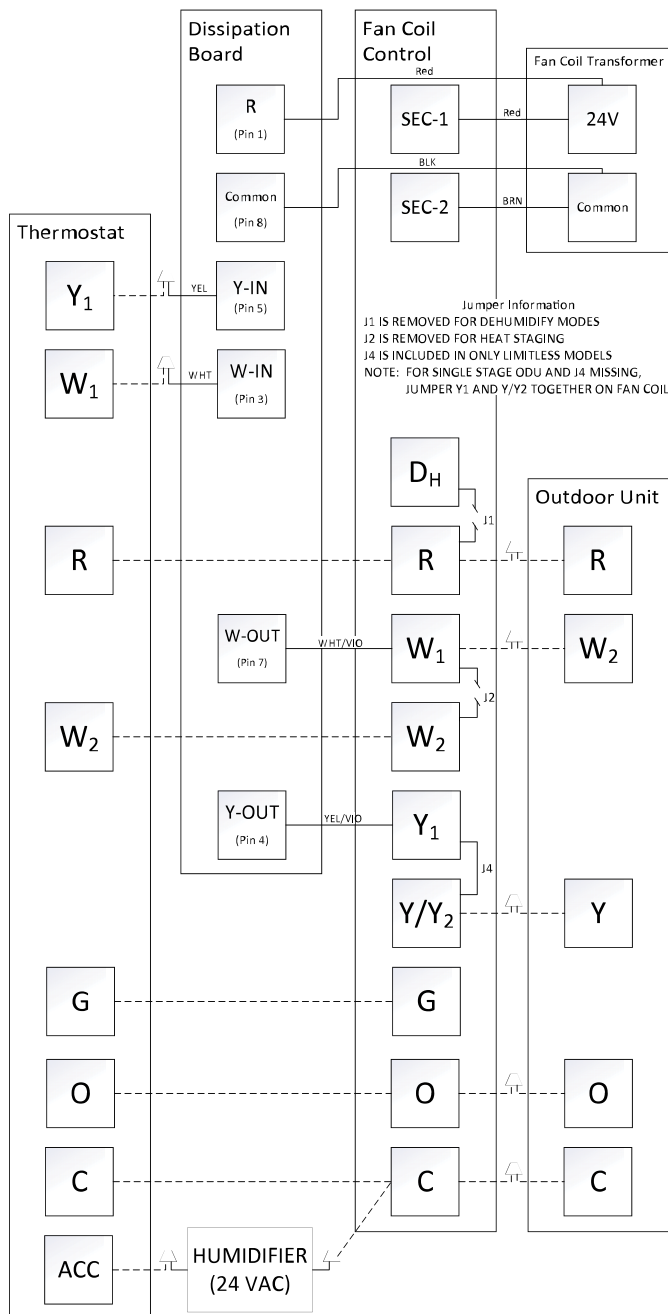 Dissipation
Board
Fan Coil
Control
Fan Coil Transformer
Red
R
(Pin 1)
SEC-1
Red
24V
BLK
Common
(Pin 8)
SEC-2
BRN
Common
Thermostat
Y1
YEL
Y-IN
(Pin 5)
W1
WHT
W-IN
(Pin 3)
Jumper Information
J1 IS REMOVED FOR DEHUMIDIFY MODES
J2 IS REMOVED FOR HEAT STAGING
J4 IS INCLUDED IN ONLY LIMITLESS MODELS
NOTE: FOR SINGLE STAGE ODU AND J4 MISSING,
JUMPER Y1 AND Y/Y2 TOGETHER ON FAN COIL
DH
J1
Outdoor Unit
R
R
R
W-OUT
(Pin 7)
WHT/VIO
W1
W2
J2
W2
W2
Y-OUT
(Pin 4)
YEL/VIO
Y1
J4
Y/Y2
Y
G
G
O
O
O
C
C
C
ACC
HUMIDIFIER
(24 VAC)